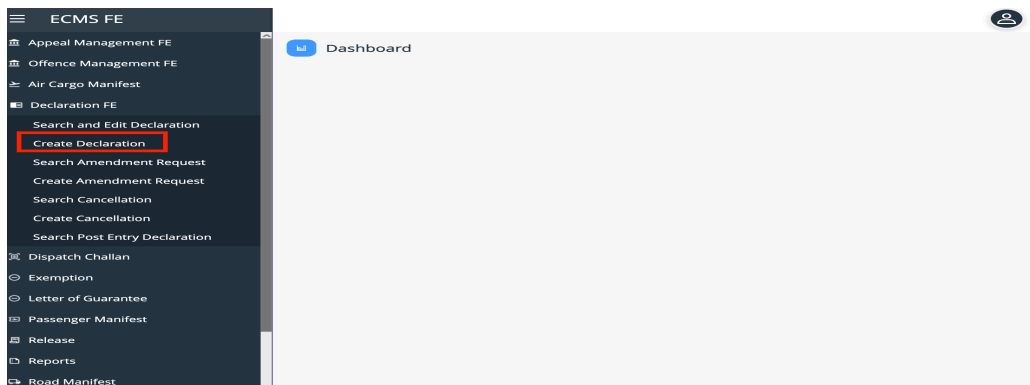 ECMS FE
Appeal Management FE
Offence Management FE
Air Cargo Manifest
Declaration FE
Search and Edit Declaration
Create Declaration
Search Amendment Request
Create Amendment Request
Search Cancellation
Create Cancellation
Search Post Entry Declaration
Dispatch Challan
Exemption
Letter of Guarantee
Passenger Manifest
Release
Reports
Road Manifest
Dashboard